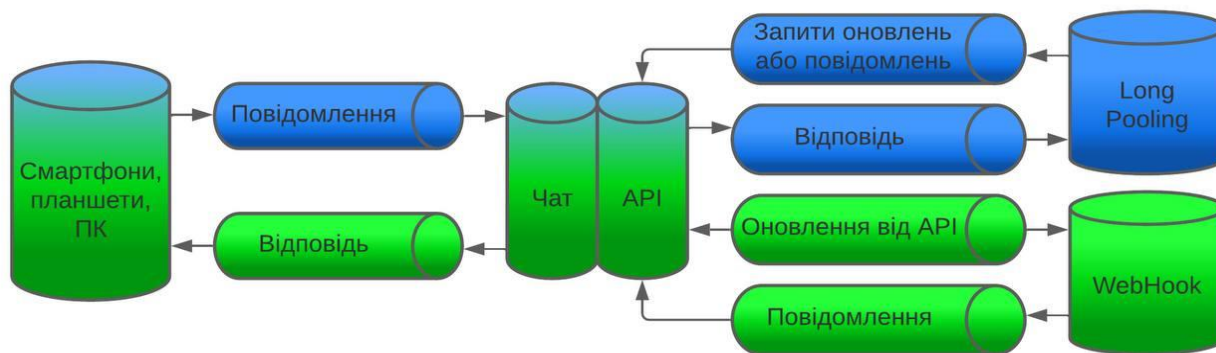 Смартфони,
планшети,
ПК
Повідомлення
Відповідь
Чат
API
Запити оновлень
або повідомлень
Відповідь
Оновлення від API
Повідомлення
Long
Pooling
WebHook